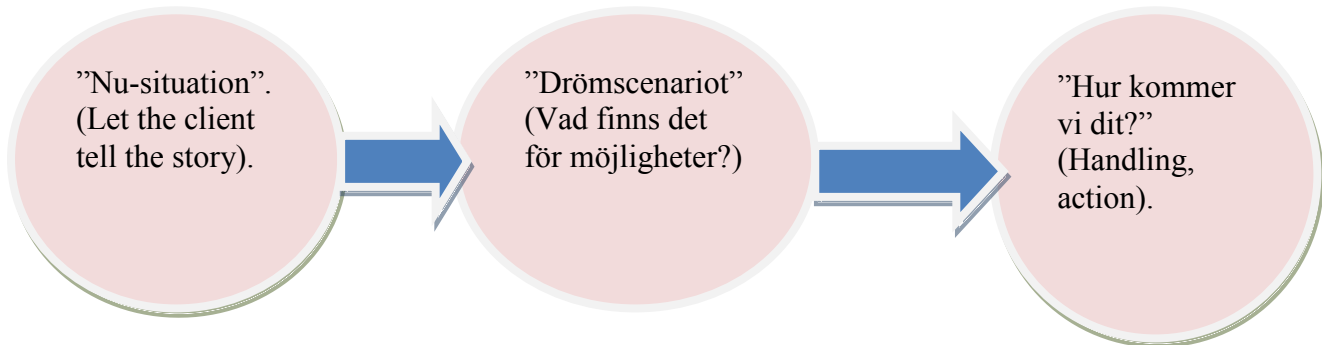 ”Nu-situation”.
(Let the client
tell the story).
”Drömscenariot”
(Vad finns det
för möjligheter?)
”Hur kommer
vi dit?”
(Handling,
action).